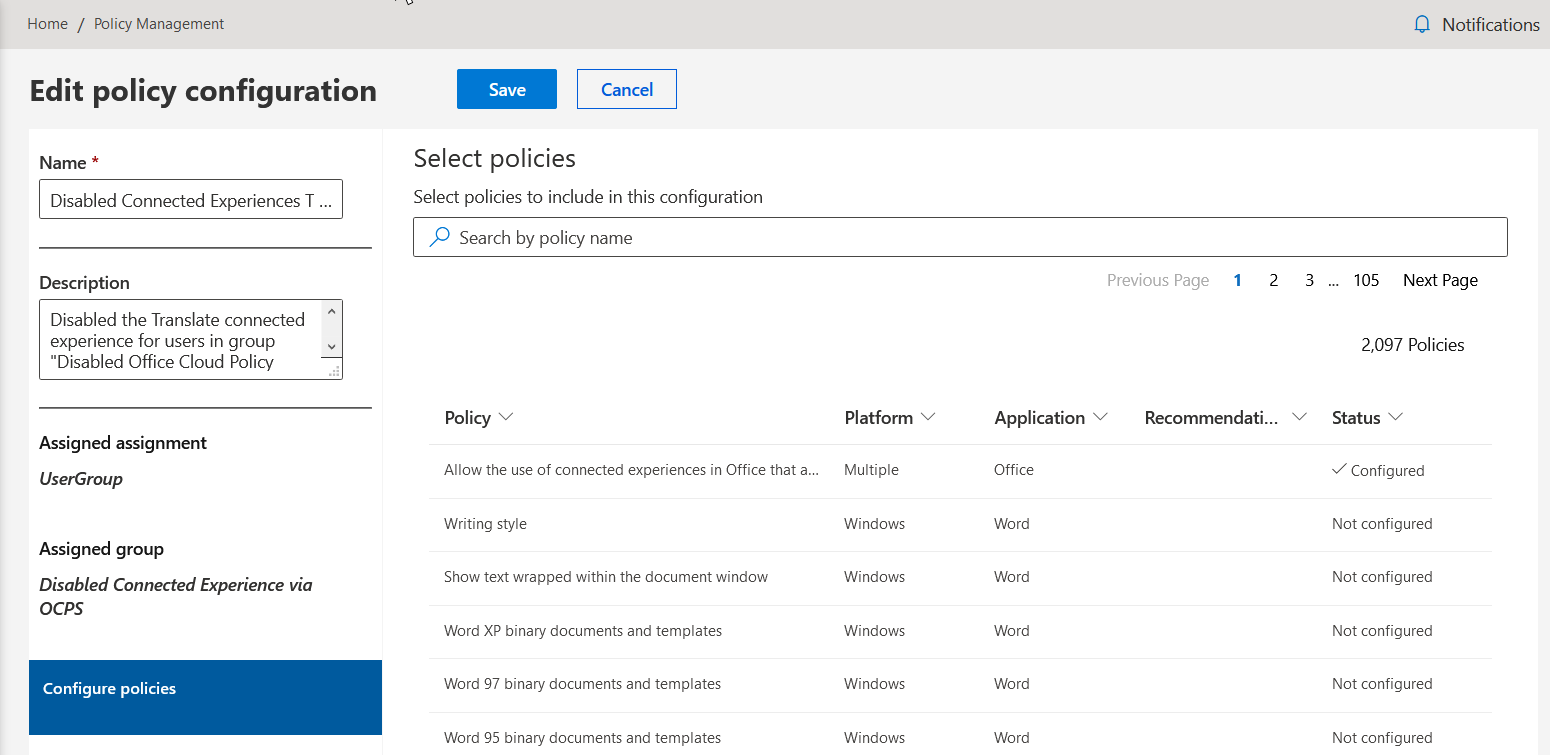 Home / Policy Management
Notifications
Edit policy configuration
Save
Cancel
Name *
Disabled Connected Experiences T ...
Description
Disabled the Translate connected
experience for users in group
"Disabled Office Cloud Policy
Assigned assignment
UserGroup
Assigned group
Disabled Connected Experience via
OCPS
Configure policies
Select policies
Select policies to include in this configuration
Search by policy name
Previous Page 1 2 3 ... 105 Next Page
2,097 Policies
Policy Platform Application Recommendati... Status
Allow the use of connected experiences in Office that a... Multiple Office Configured
Writing style Windows Word Not configured
Show text wrapped within the document window Windows Word Not configured
Word XP binary documents and templates Windows Word Not configured
Word 97 binary documents and templates Windows Word Not configured
Word 95 binary documents and templates Windows Word Not configured